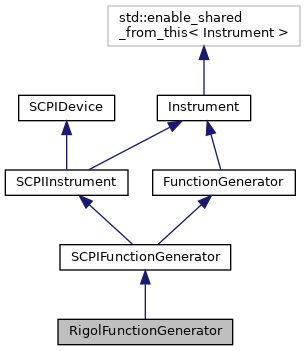 std::enable_shared
_from_this< Instrument >
SCPIDevice
Instrument
SCPIInstrument
FunctionGenerator
SCPIFunctionGenerator
RigolFunctionGenerator